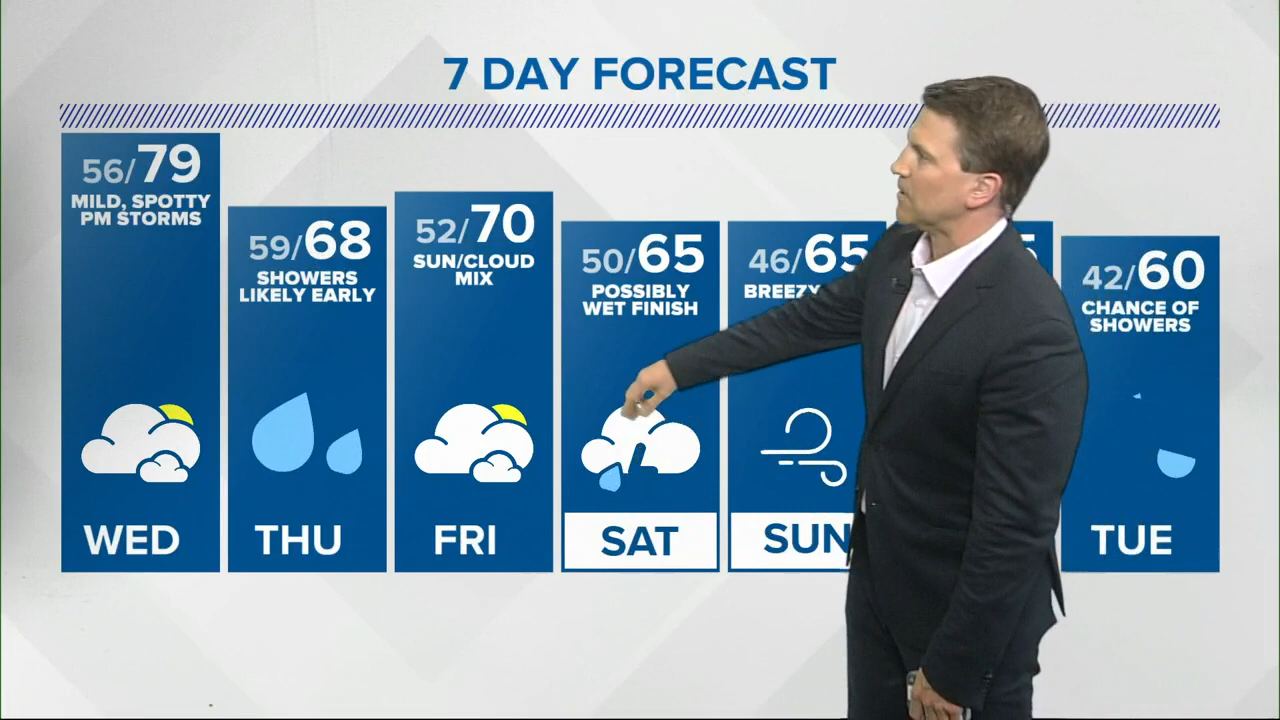 7 DAY FORECAST
56/79
MILD, SPOTTY
PM STORMS
WED
59/68
SHOWERS
LIKELY EARLY
THU
52/70
SUN/CLOUD
MIX
FRI
50/65
POSSIBLY
WET FINISH
SAT
46/65
BREEZY
SUN
42/60
CHANCE OF
SHOWERS
TUE